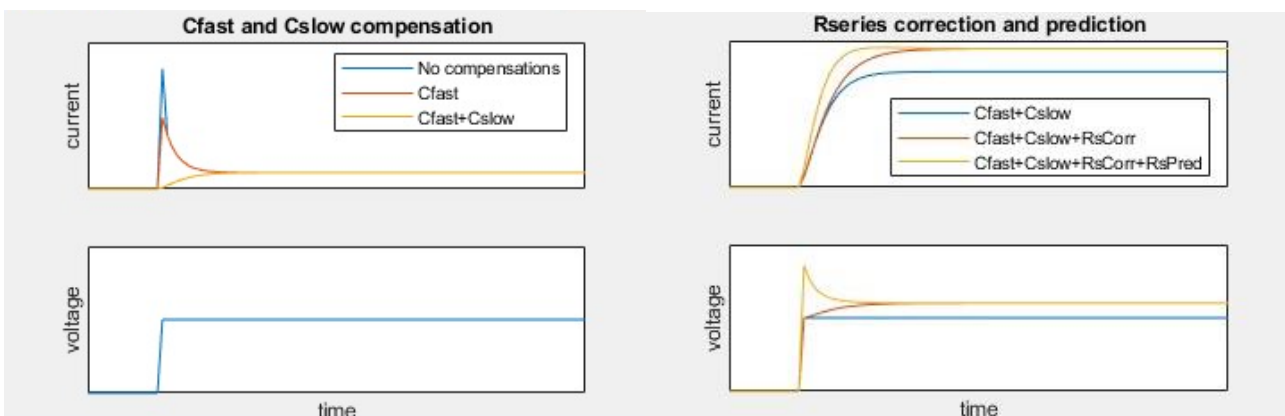 Cfast and Cslow compensation
current
No compensations
Cfast
Cfast+Cslow
voltage
time
Rseries correction and prediction
current
Cfast+Cslow
Cfast+Cslow+RsCorr
Cfast+Cslow+RsCorr+RsPred
voltage
time